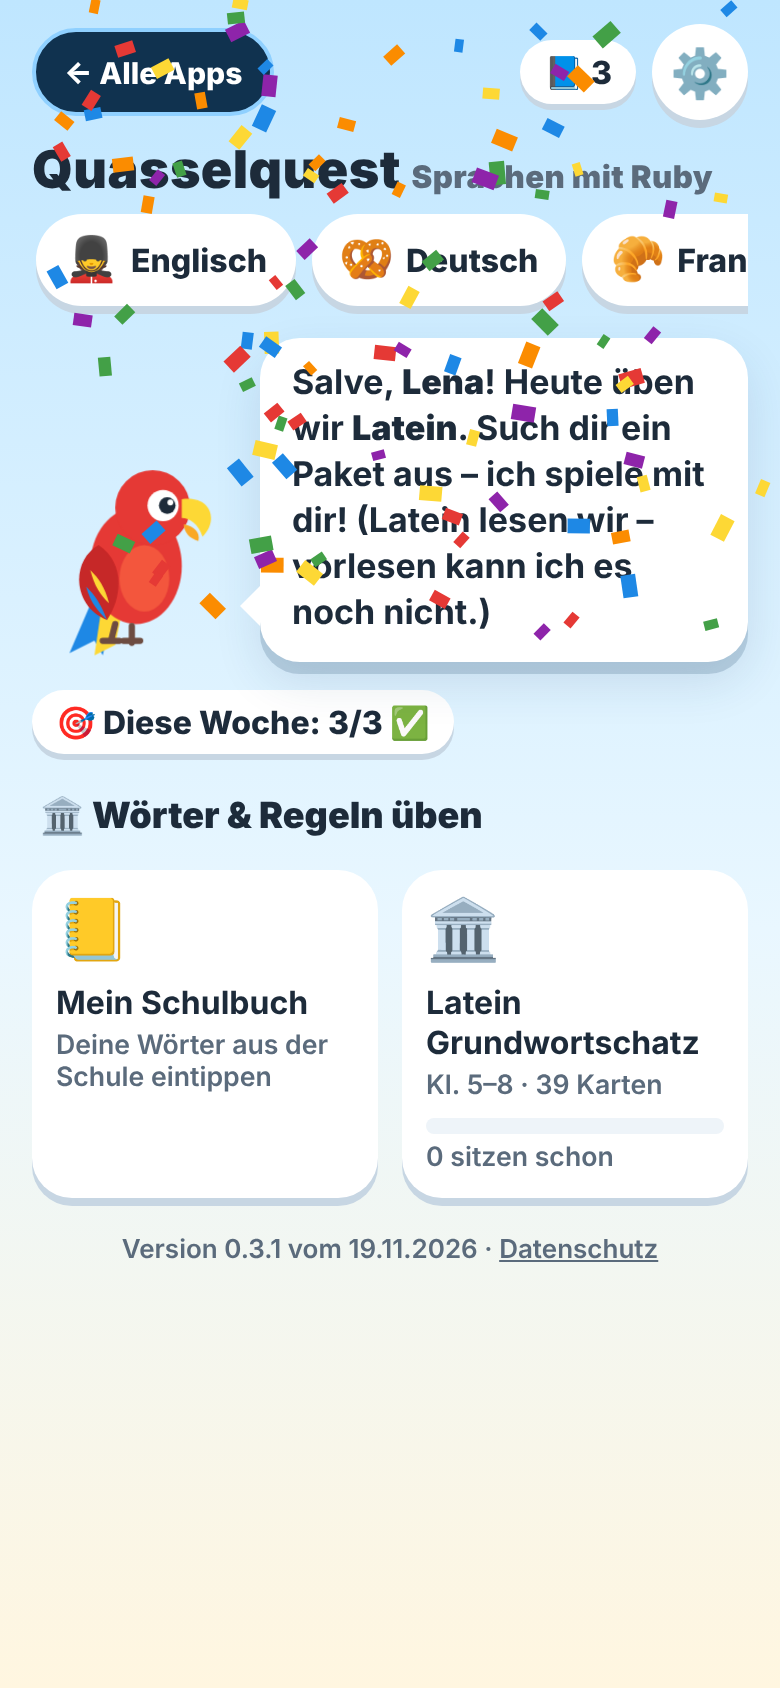 ← Alle Apps
3
Quasselquest Sprachen mit Ruby
Englisch
Deutsch
Fran
Salve, Lena! Heute üben
wir Latein. Such dir ein
Paket aus – ich spiele mit
dir! (Latein lesen wir –
vorlesen kann ich es
noch nicht.)
Diese Woche: 3/3
Wörter & Regeln üben
Mein Schulbuch
Deine Wörter aus der
Schule eintippen
Latein
Grundwortschatz
Kl. 5–8 · 39 Karten
0 sitzen schon
Version 0.3.1 vom 19.11.2026 · Datenschutz